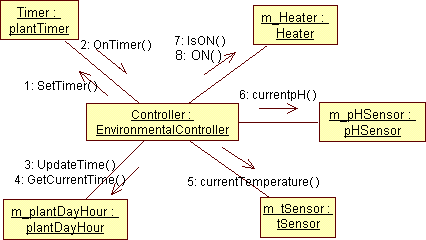 Timer :
plantTimer
m_Heater :
Heater
2: OnTimer()
7: IsON()
8: ON()
1: SetTimer()
6: currentpH()
Controller :
EnvironmentalController
m_pHSensor :
pHSensor
3: UpdateTime()
4: GetCurrentTime()
5: currentTemperature()
m_plantDayHour :
plantDayHour
m_tSensor :
tSensor